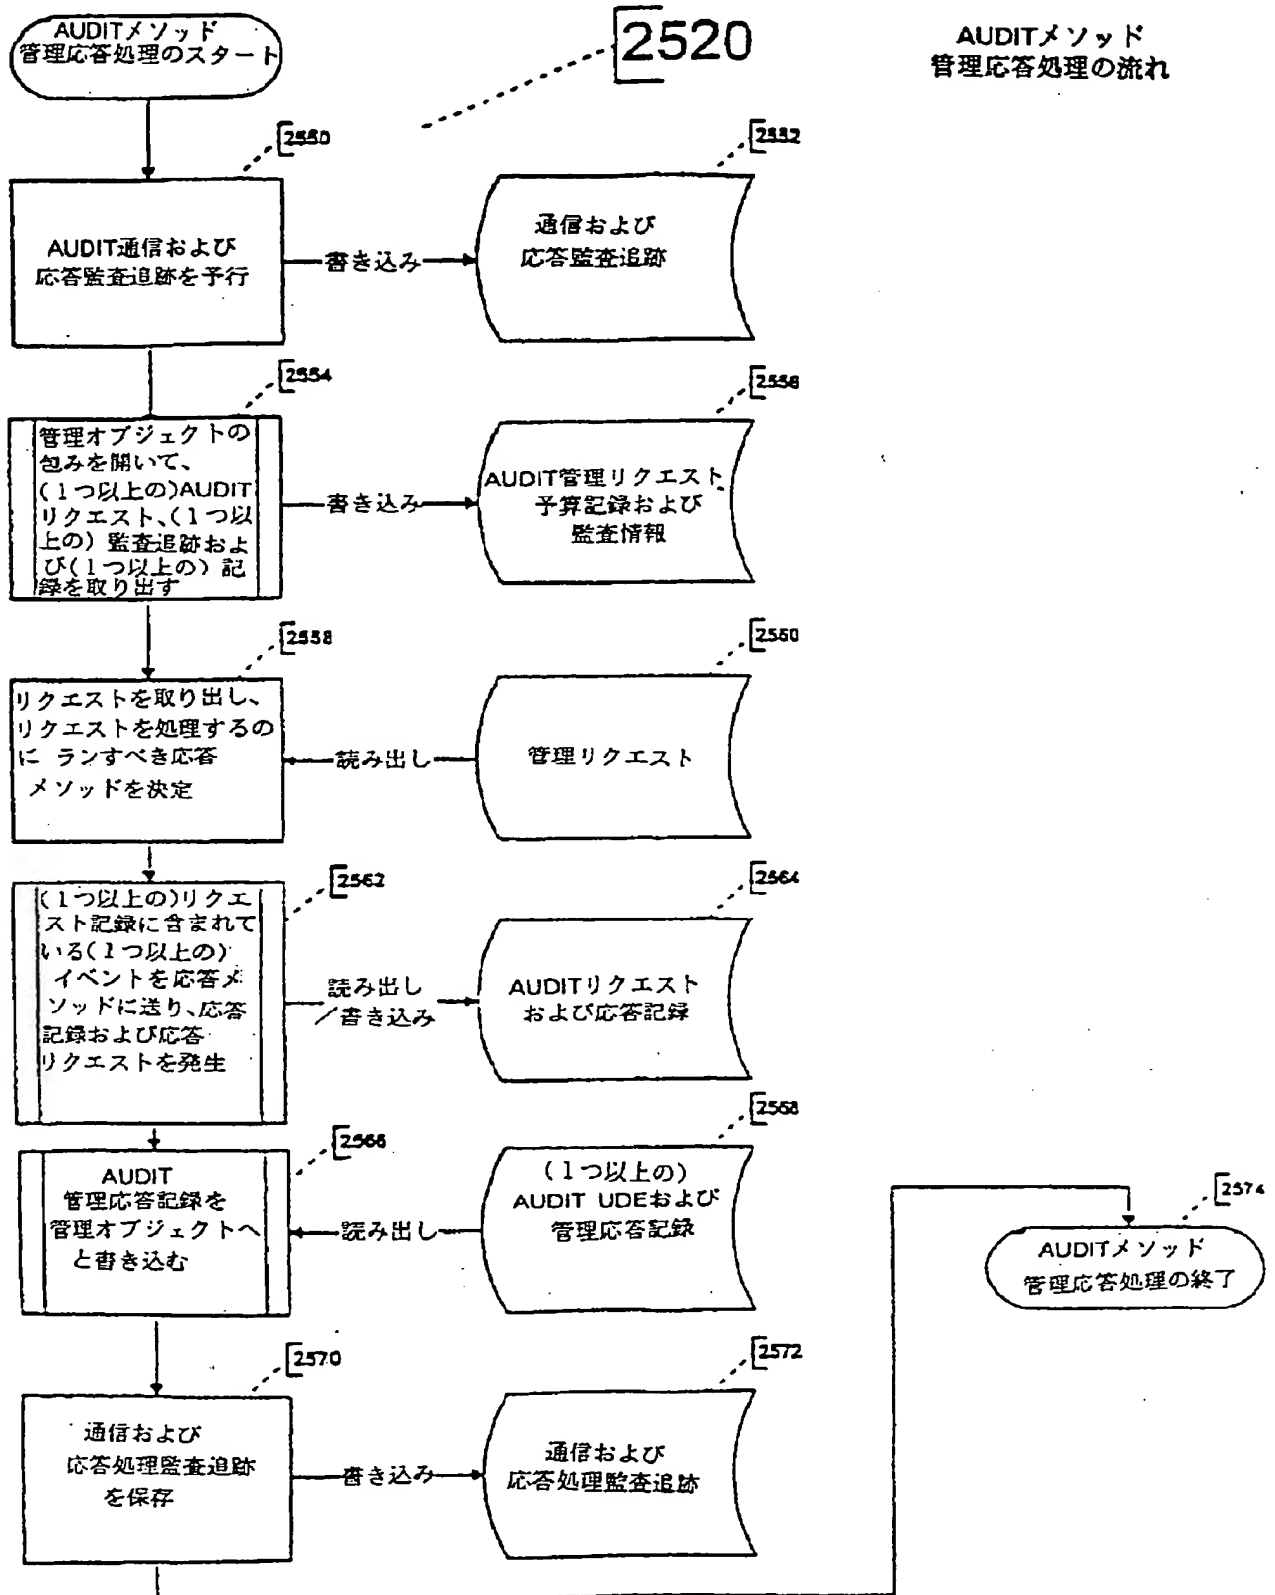 AUDITメソッド
管理応答処理のスタート
2520
AUDITメソッド
管理応答処理の流れ
2550
AUDIT通信および
応答監査追跡を予行
書き込み
2552
通信および
応答監査追跡
2554
管理オブジェクトの
包みを開いて、
(1つ以上の)AUDIT
リクエスト、(1つ以
上の) 監査追跡およ
び(1つ以上の) 記
録を取り出す
書き込み
2556
AUDIT管理リクエスト
予算記録および
監査情報
2558
リクエストを取り出し、
リクエストを処理するの
に ランすべき応答
メソッドを決定
読み出し
2560
管理リクエスト
2562
(1つ以上の)リクエ
スト記録に含まれて
いる(1つ以上の)
イベントを応答メ
ソッドに送り、応答
記録および応答
リクエストを発生
読み出し
/書き込み
2564
AUDITリクエスト
および応答記録
2566
AUDIT
管理応答記録を
管理オブジェクトへ
と書き込む
読み出し
2568
(1つ以上の)
AUDIT UDEおよび
管理応答記録
2570
通信および
応答処理監査追跡
を保存
書き込み
2572
通信および
応答処理監査追跡
2574
AUDITメソッド
管理応答処理の終了